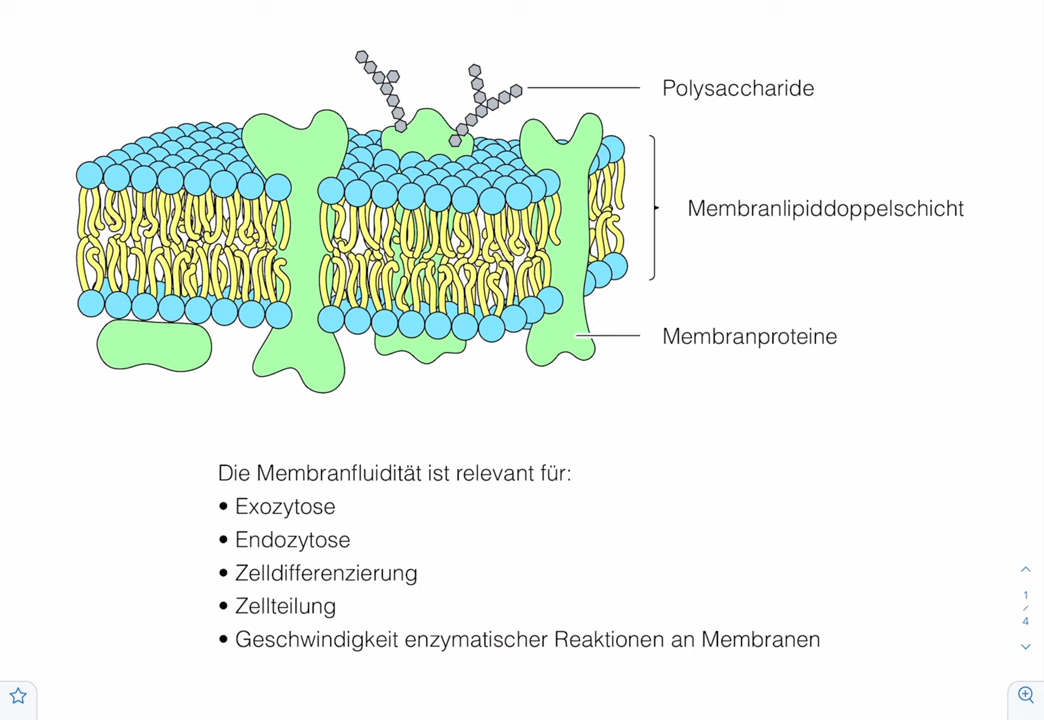 Polysaccharide
Membranlipiddoppelschicht
Membranproteine
Die Membranfluidität ist relevant für:
• Exozytose
• Endozytose
• Zelldifferenzierung
• Zellteilung
• Geschwindigkeit enzymatischer Reaktionen an Membranen
1
/
4